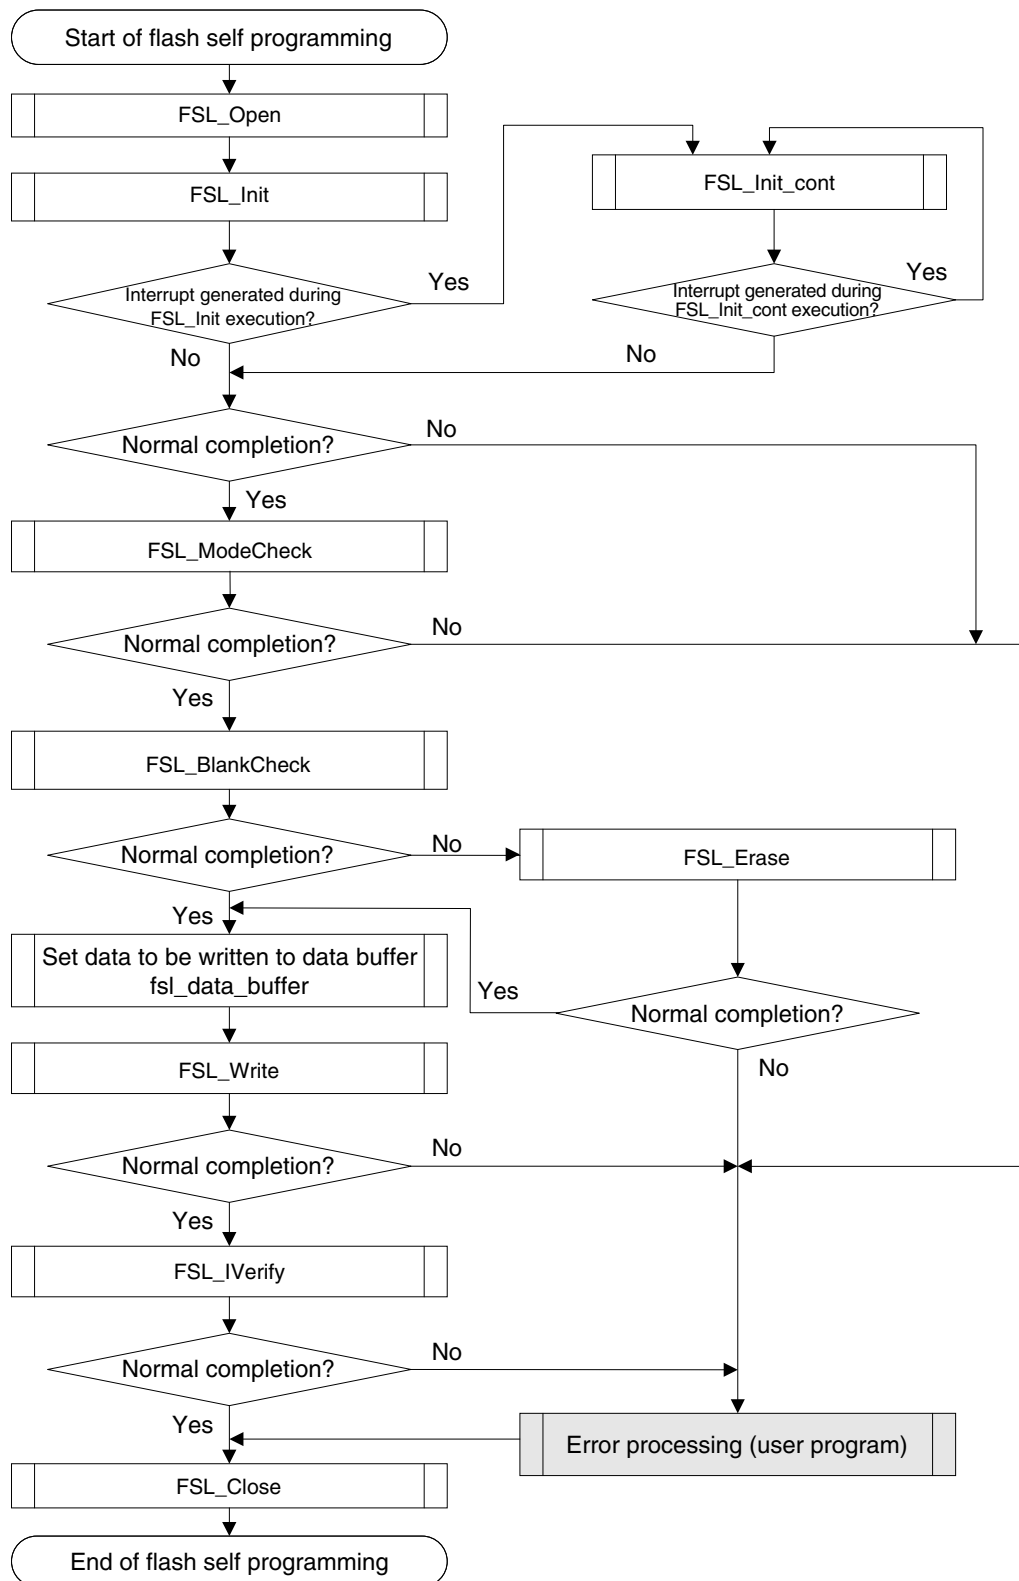 Start of flash self programming
FSL_Open
FSL_Init
FSL_Init_cont
Interrupt generated during
FSL_Init execution?
Yes
Interrupt generated during
FSL_Init_cont execution?
Yes
No
No
Normal completion?
No
Yes
FSL_ModeCheck
Normal completion?
No
Yes
FSL_BlankCheck
Normal completion?
No
FSL_Erase
Yes
Set data to be written to data buffer
fsl_data_buffer
Yes
Normal completion?
No
FSL_Write
Normal completion?
No
Yes
FSL_IVerify
Normal completion?
No
Yes
Error processing (user program)
FSL_Close
End of flash self programming